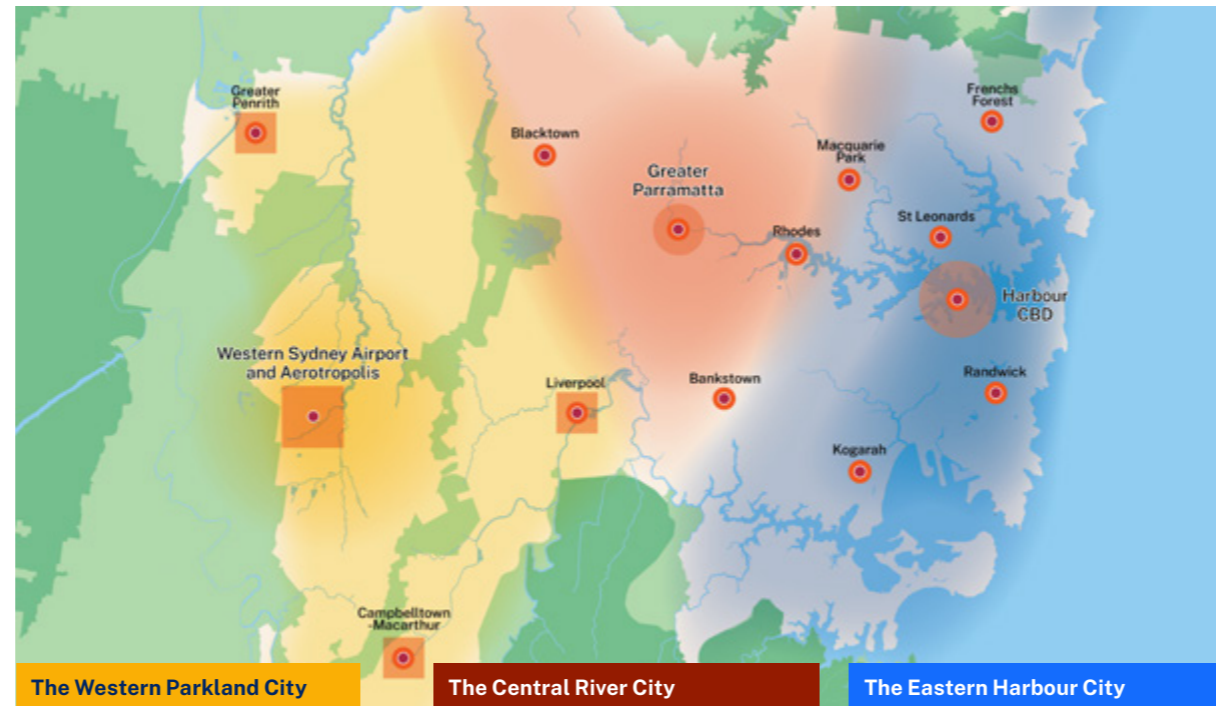 Greater
Penrith
Blacktown
Frenchs
Forest
Macquarie
Park
Greater
Parramatta
St Leonards
Rhodes
Harbour
CBD
Western Sydney Airport
and Aerotropolis
Liverpool
Bankstown
Randwick
Kogarah
Campbelltown
-Macarthur
The Western Parkland City
The Central River City
The Eastern Harbour City